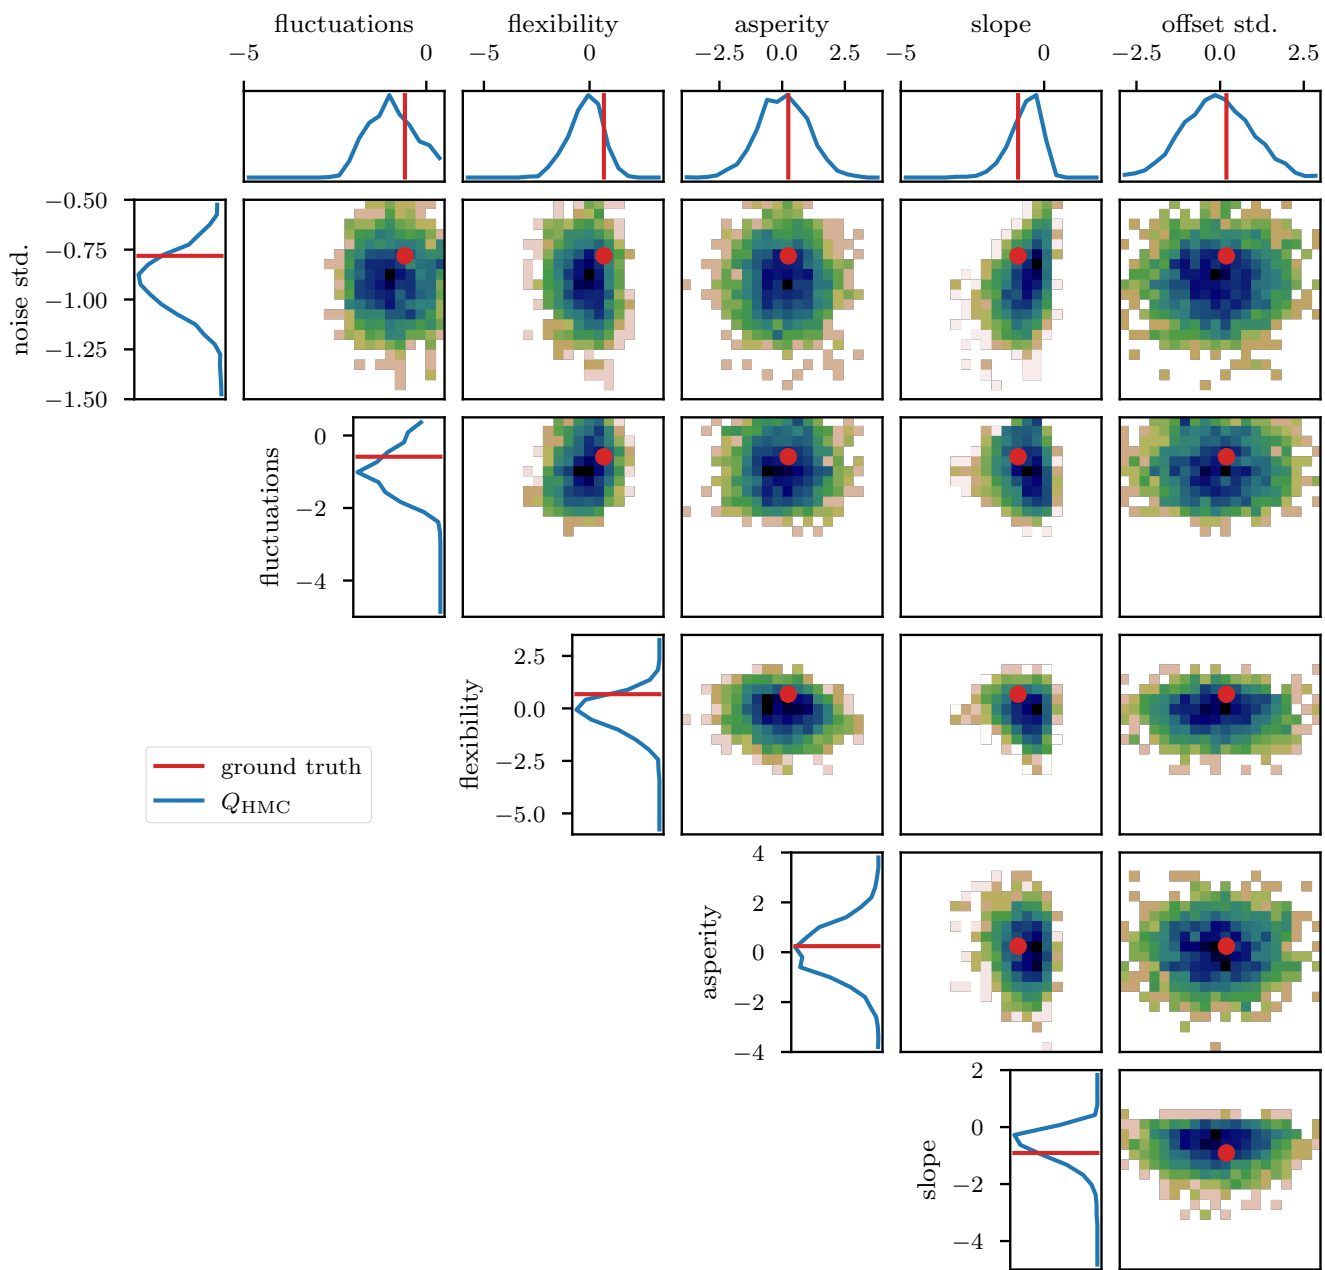 fluctuations flexibility asperity slope offset std.
−5 0 −5 0 −2.5 0.0 2.5 −5 0 −2.5 0.0 2.5
−0.50
−0.75
−1.00
−1.25
−1.50
noise std.
0
−2
−4
fluctuations
2.5
0.0
−2.5
−5.0
flexibility
ground truth
Q_HMC
4
2
0
−2
−4
asperity
2
0
−2
−4
slope